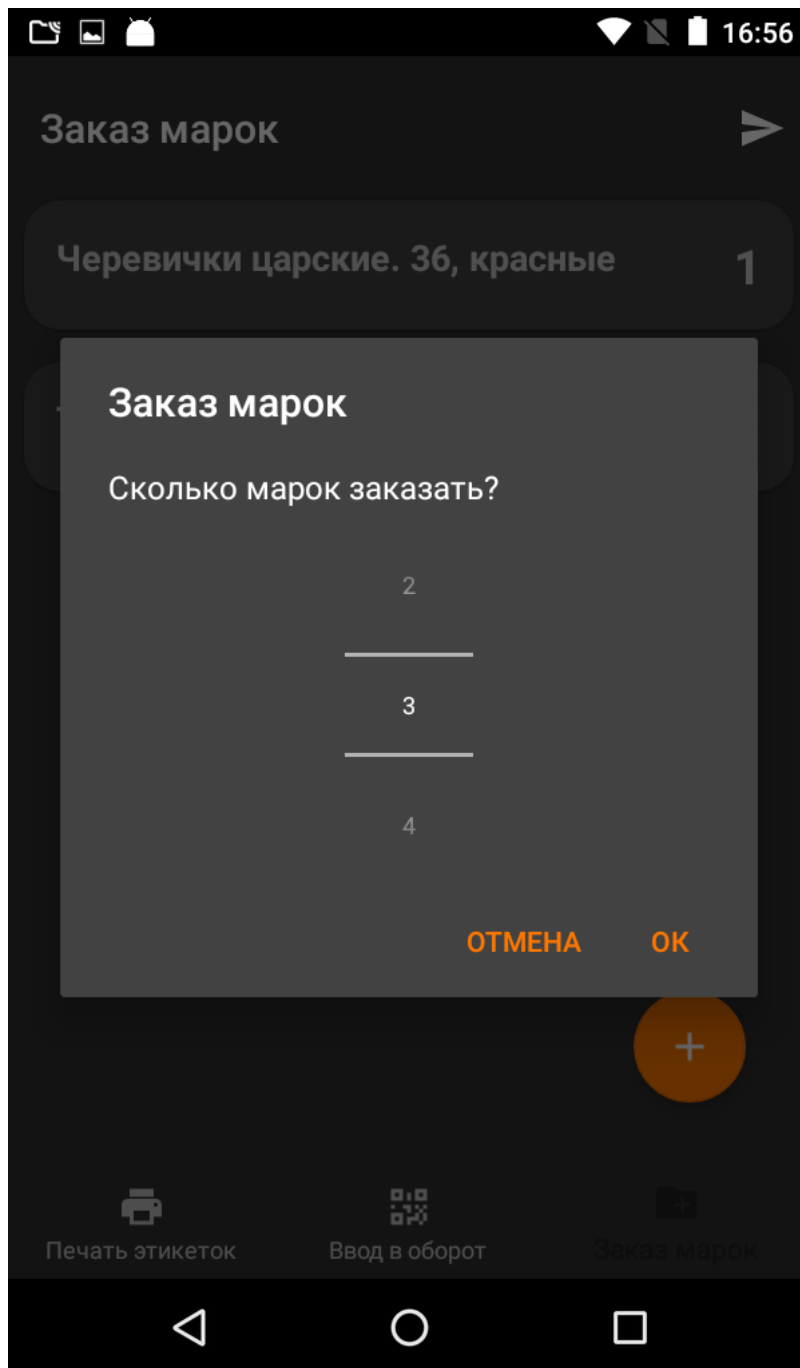 16:56
Заказ марок
Черевички царские. 36, красные
1
Заказ марок
Сколько марок заказать?
2
3
4
ОТМЕНА ОК
+
Печать этикеток Ввод в оборот Заказ марок